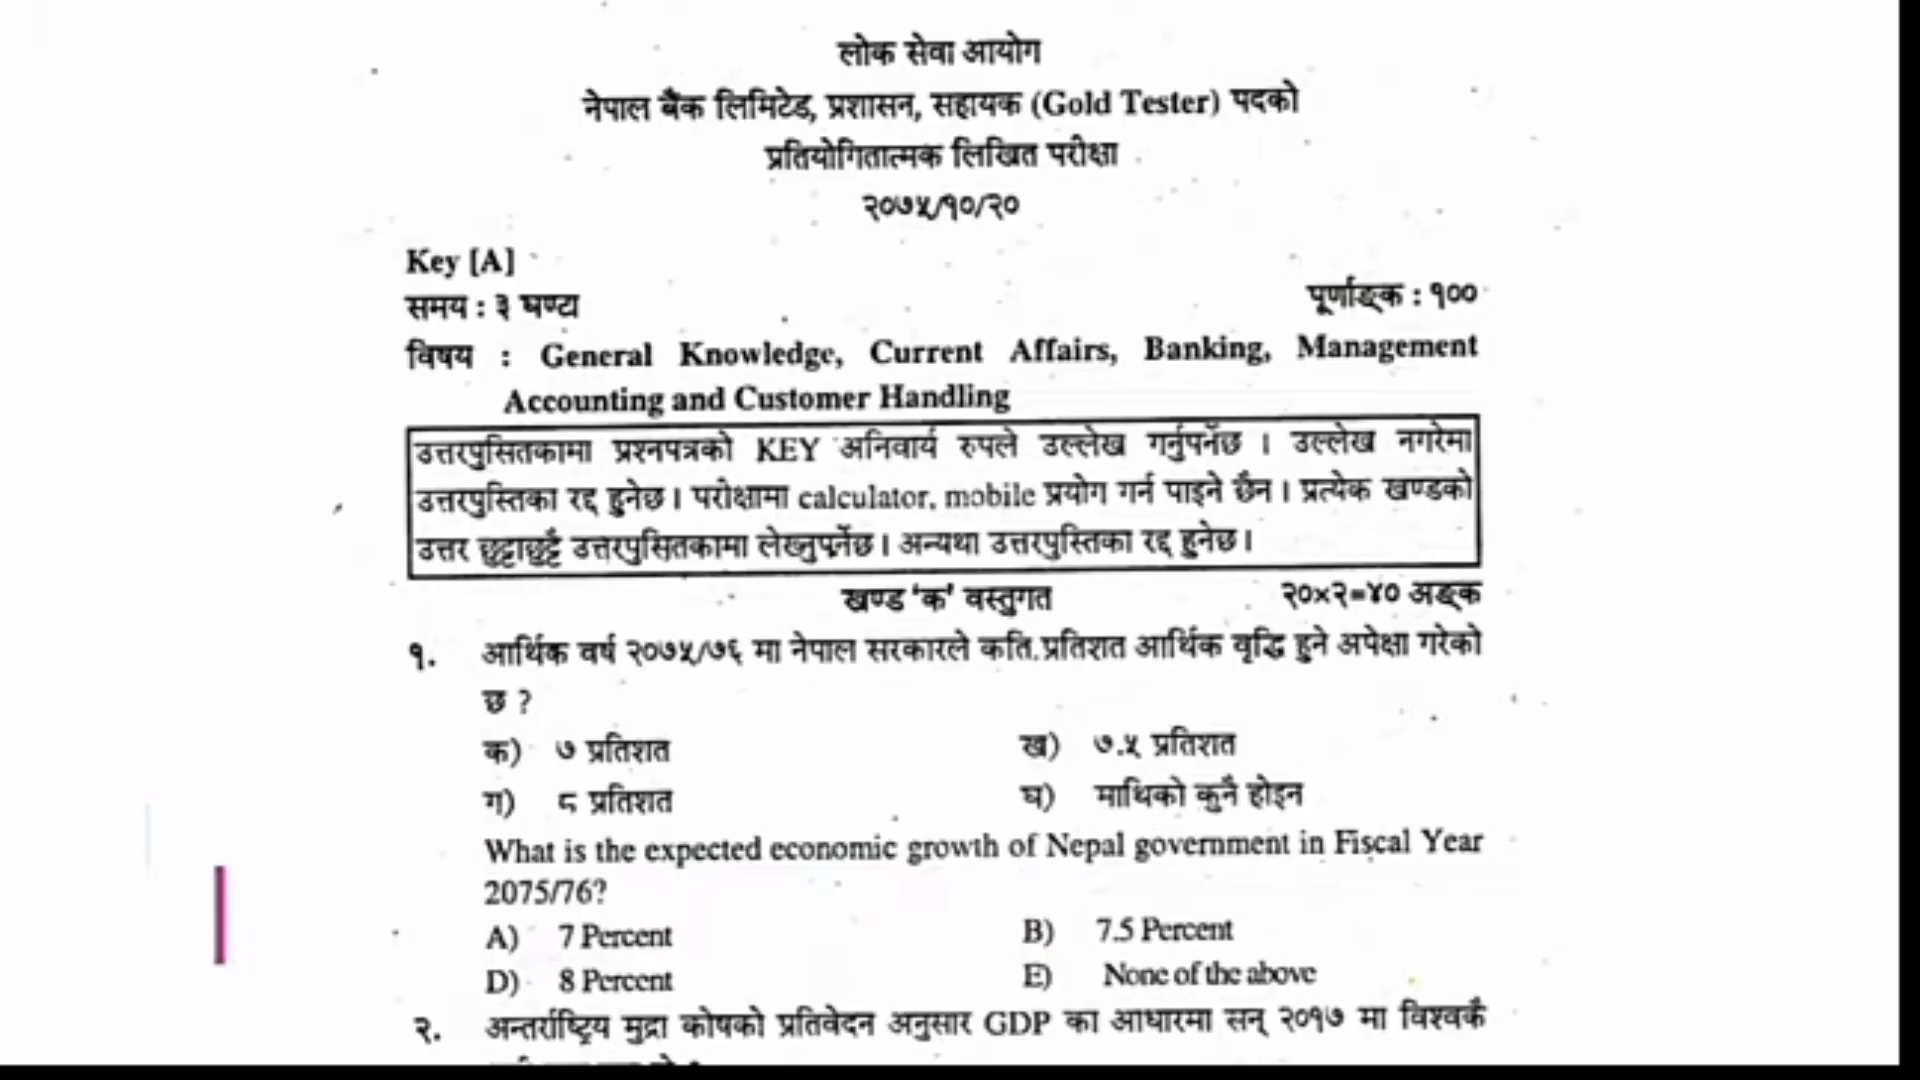 लोक सेवा आयोग
नेपाल बैंक लिमिटेड, प्रशासन, सहायक (Gold Tester) पदको
प्रतियोगितात्मक लिखित परीक्षा
२०७५/१०/२०
Key [A]
समय : ३ घण्टा
पूर्णाङ्क : १००
विषय : General Knowledge, Current Affairs, Banking, Management
Accounting and Customer Handling
उत्तरपुसितकामा प्रश्नपत्रको KEY अनिवार्य रुपले उल्लेख गर्नुपर्नेछ । उल्लेख नगरेमा
उत्तरपुस्तिका रद्द हुनेछ । परीक्षामा calculator, mobile प्रयोग गर्न पाइने छैन । प्रत्येक खण्डको
उत्तर छुट्टाछुट्टै उत्तरपुसितकामा लेख्नुपर्नेछ । अन्यथा उत्तरपुस्तिका रद्द हुनेछ ।
खण्ड 'क' वस्तुगत २०×२=४० अङ्क
१. आर्थिक वर्ष २०७५/७६ मा नेपाल सरकारले कति प्रतिशत आर्थिक वृद्धि हुने अपेक्षा गरेको
छ ?
क) ७ प्रतिशत ख) ७.५ प्रतिशत
ग) ८ प्रतिशत घ) माथिको कुनै होइन
What is the expected economic growth of Nepal government in Fiscal Year
2075/76?
A) 7 Percent B) 7.5 Percent
D) 8 Percent E) None of the above
२. अन्तर्राष्ट्रिय मुद्रा कोषको प्रतिवेदन अनुसार GDP का आधारमा सन् २०१७ मा विश्वकै